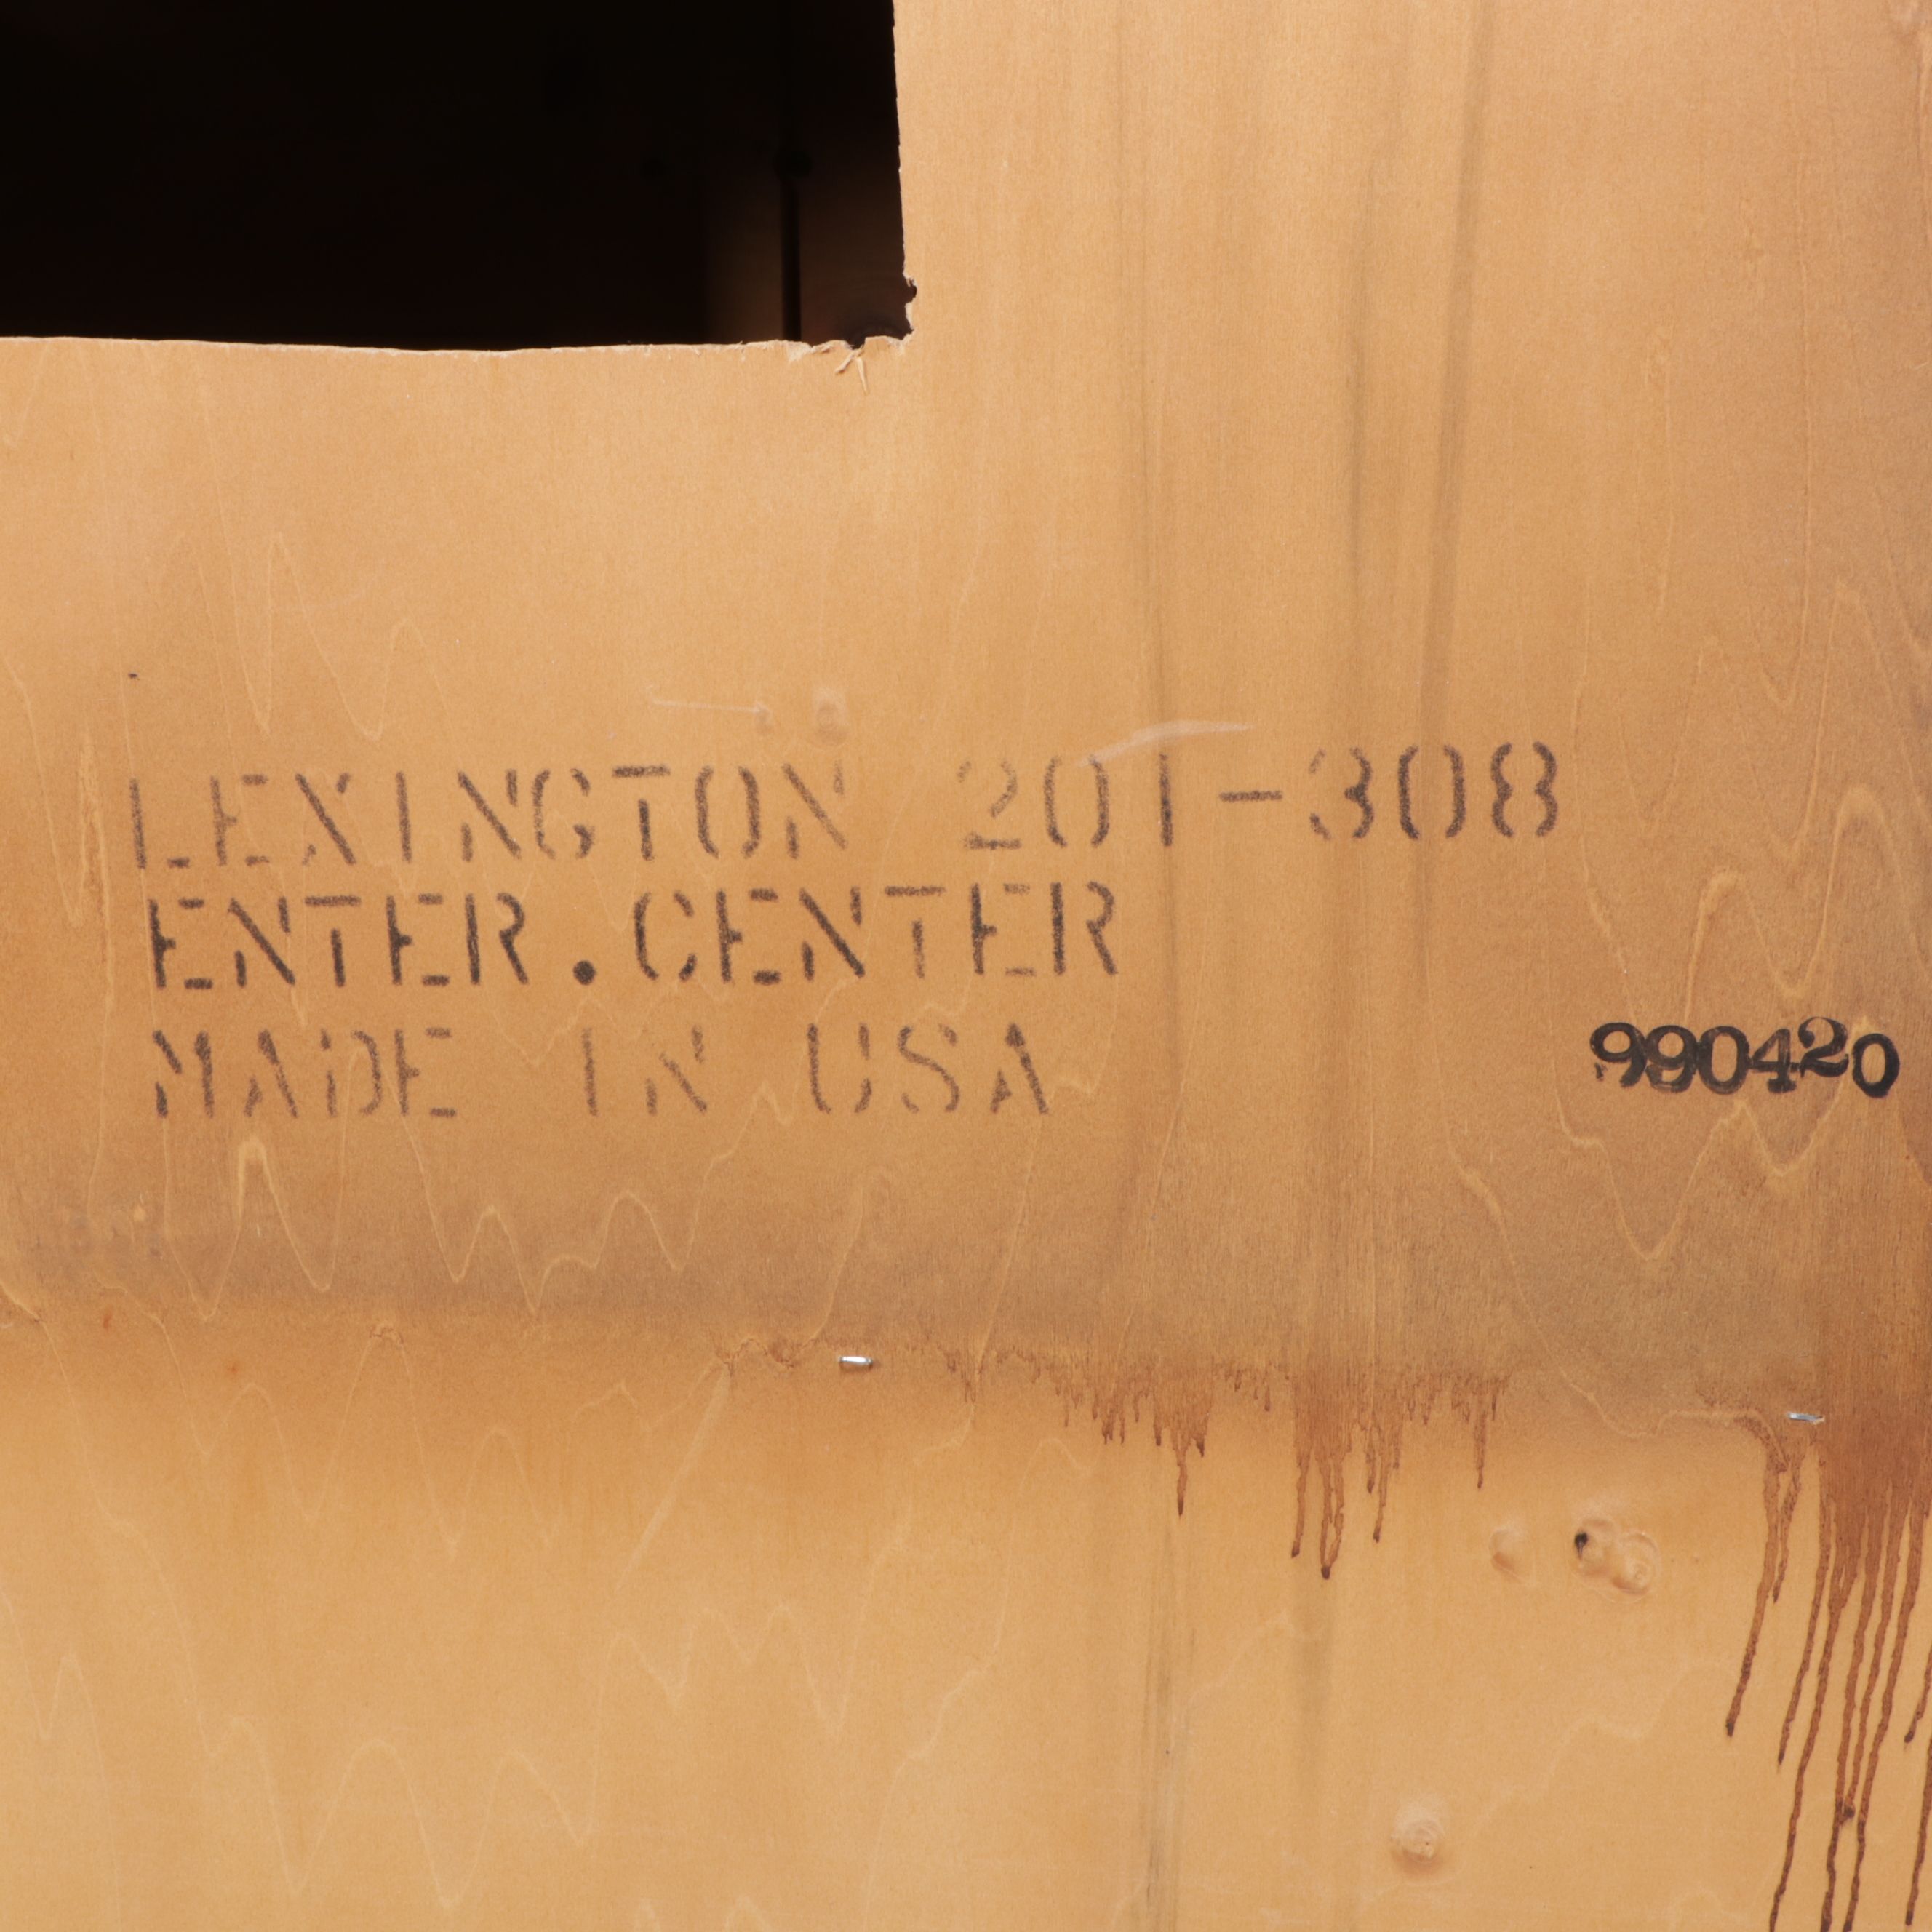 LEXINGTON 201-308
ENTER.CENTER
MADE IN USA
990420